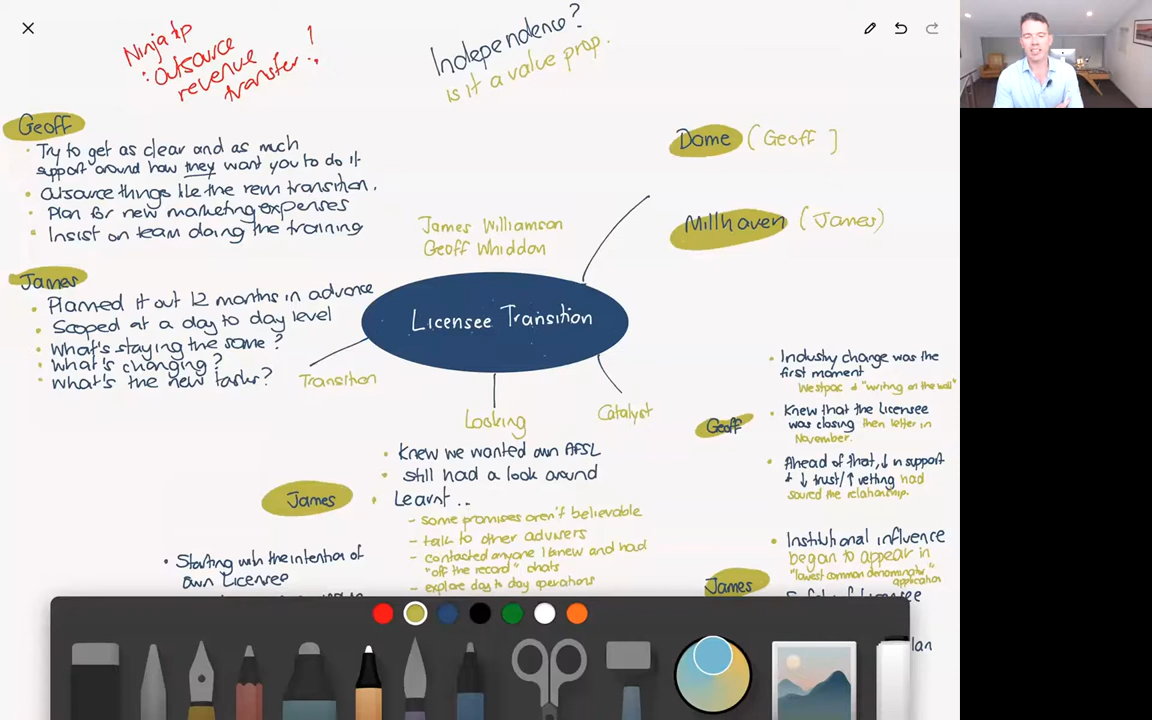 Ninja tip
: outsource
revenue
transfer !!
Independence?
is it a value prop.
Geoff
• Try to get as clear and as much
support around how they want you to do it
• outsource things like the rem transition.
• Plan for new marketing expenses
• Insist on team doing the training
James
• Planned it out 12 months in advance
• Scoped at a day to day level
• What's staying the same?
• What's changing?
• What's the new tasks?
Dome (Geoff]
Millhaven (James)
James Williamson
Geoff Whiddon
Licensee Transition
Transition
Looking
Catalyst
James
• Knew we wanted own AFSL
• Still had a look around
• Learnt ...
- some promises aren't believable
- talk to other advisers
- contacted anyone I knew and had
"off the record" chats
- explore day to day operations
• Starting with the intention of
own Licensee
Geoff
• Industry change was the
first moment
Westpac + "writing on the wall"
• Knew that the Licensee
was closing then letter in
November.
• Ahead of that, ↓ in support
+ ↓ trust/↑ vetting had
soured the relationship.
James
• Institutional influence
began to appear in
"lowest common denominator"
application
lan